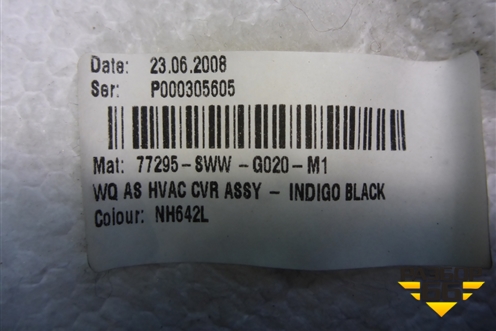 Date: 23.06.2008
Ser: P000305605
Mat: 77295-SWW -G020-M1
WQ AS HVAC CVR ASSY - INDIGO BLACK
Colour: NH642L